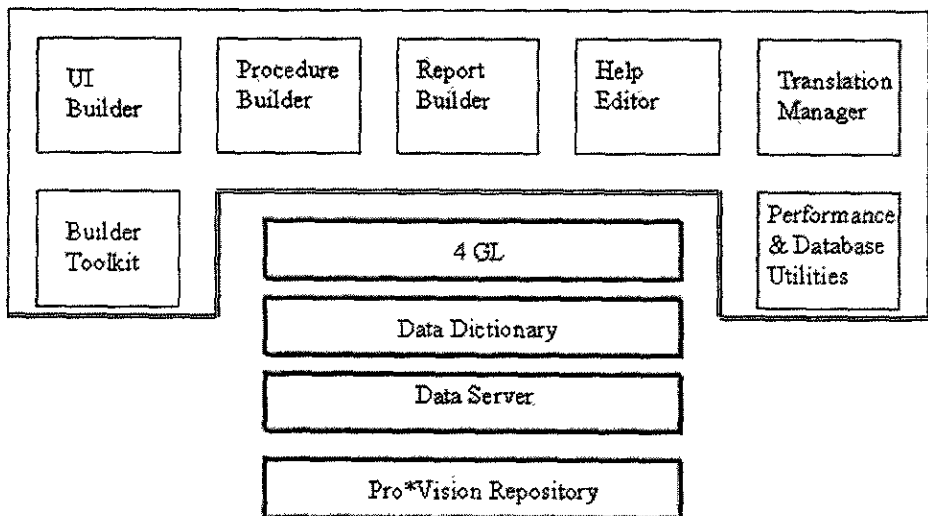 UI
Builder
Procedure
Builder
Report
Builder
Help
Editor
Translation
Manager
Builder
Toolkit
4 GL
Performance
& Database
Utilities
Data Dictionary
Data Server
Pro*Vision Repository